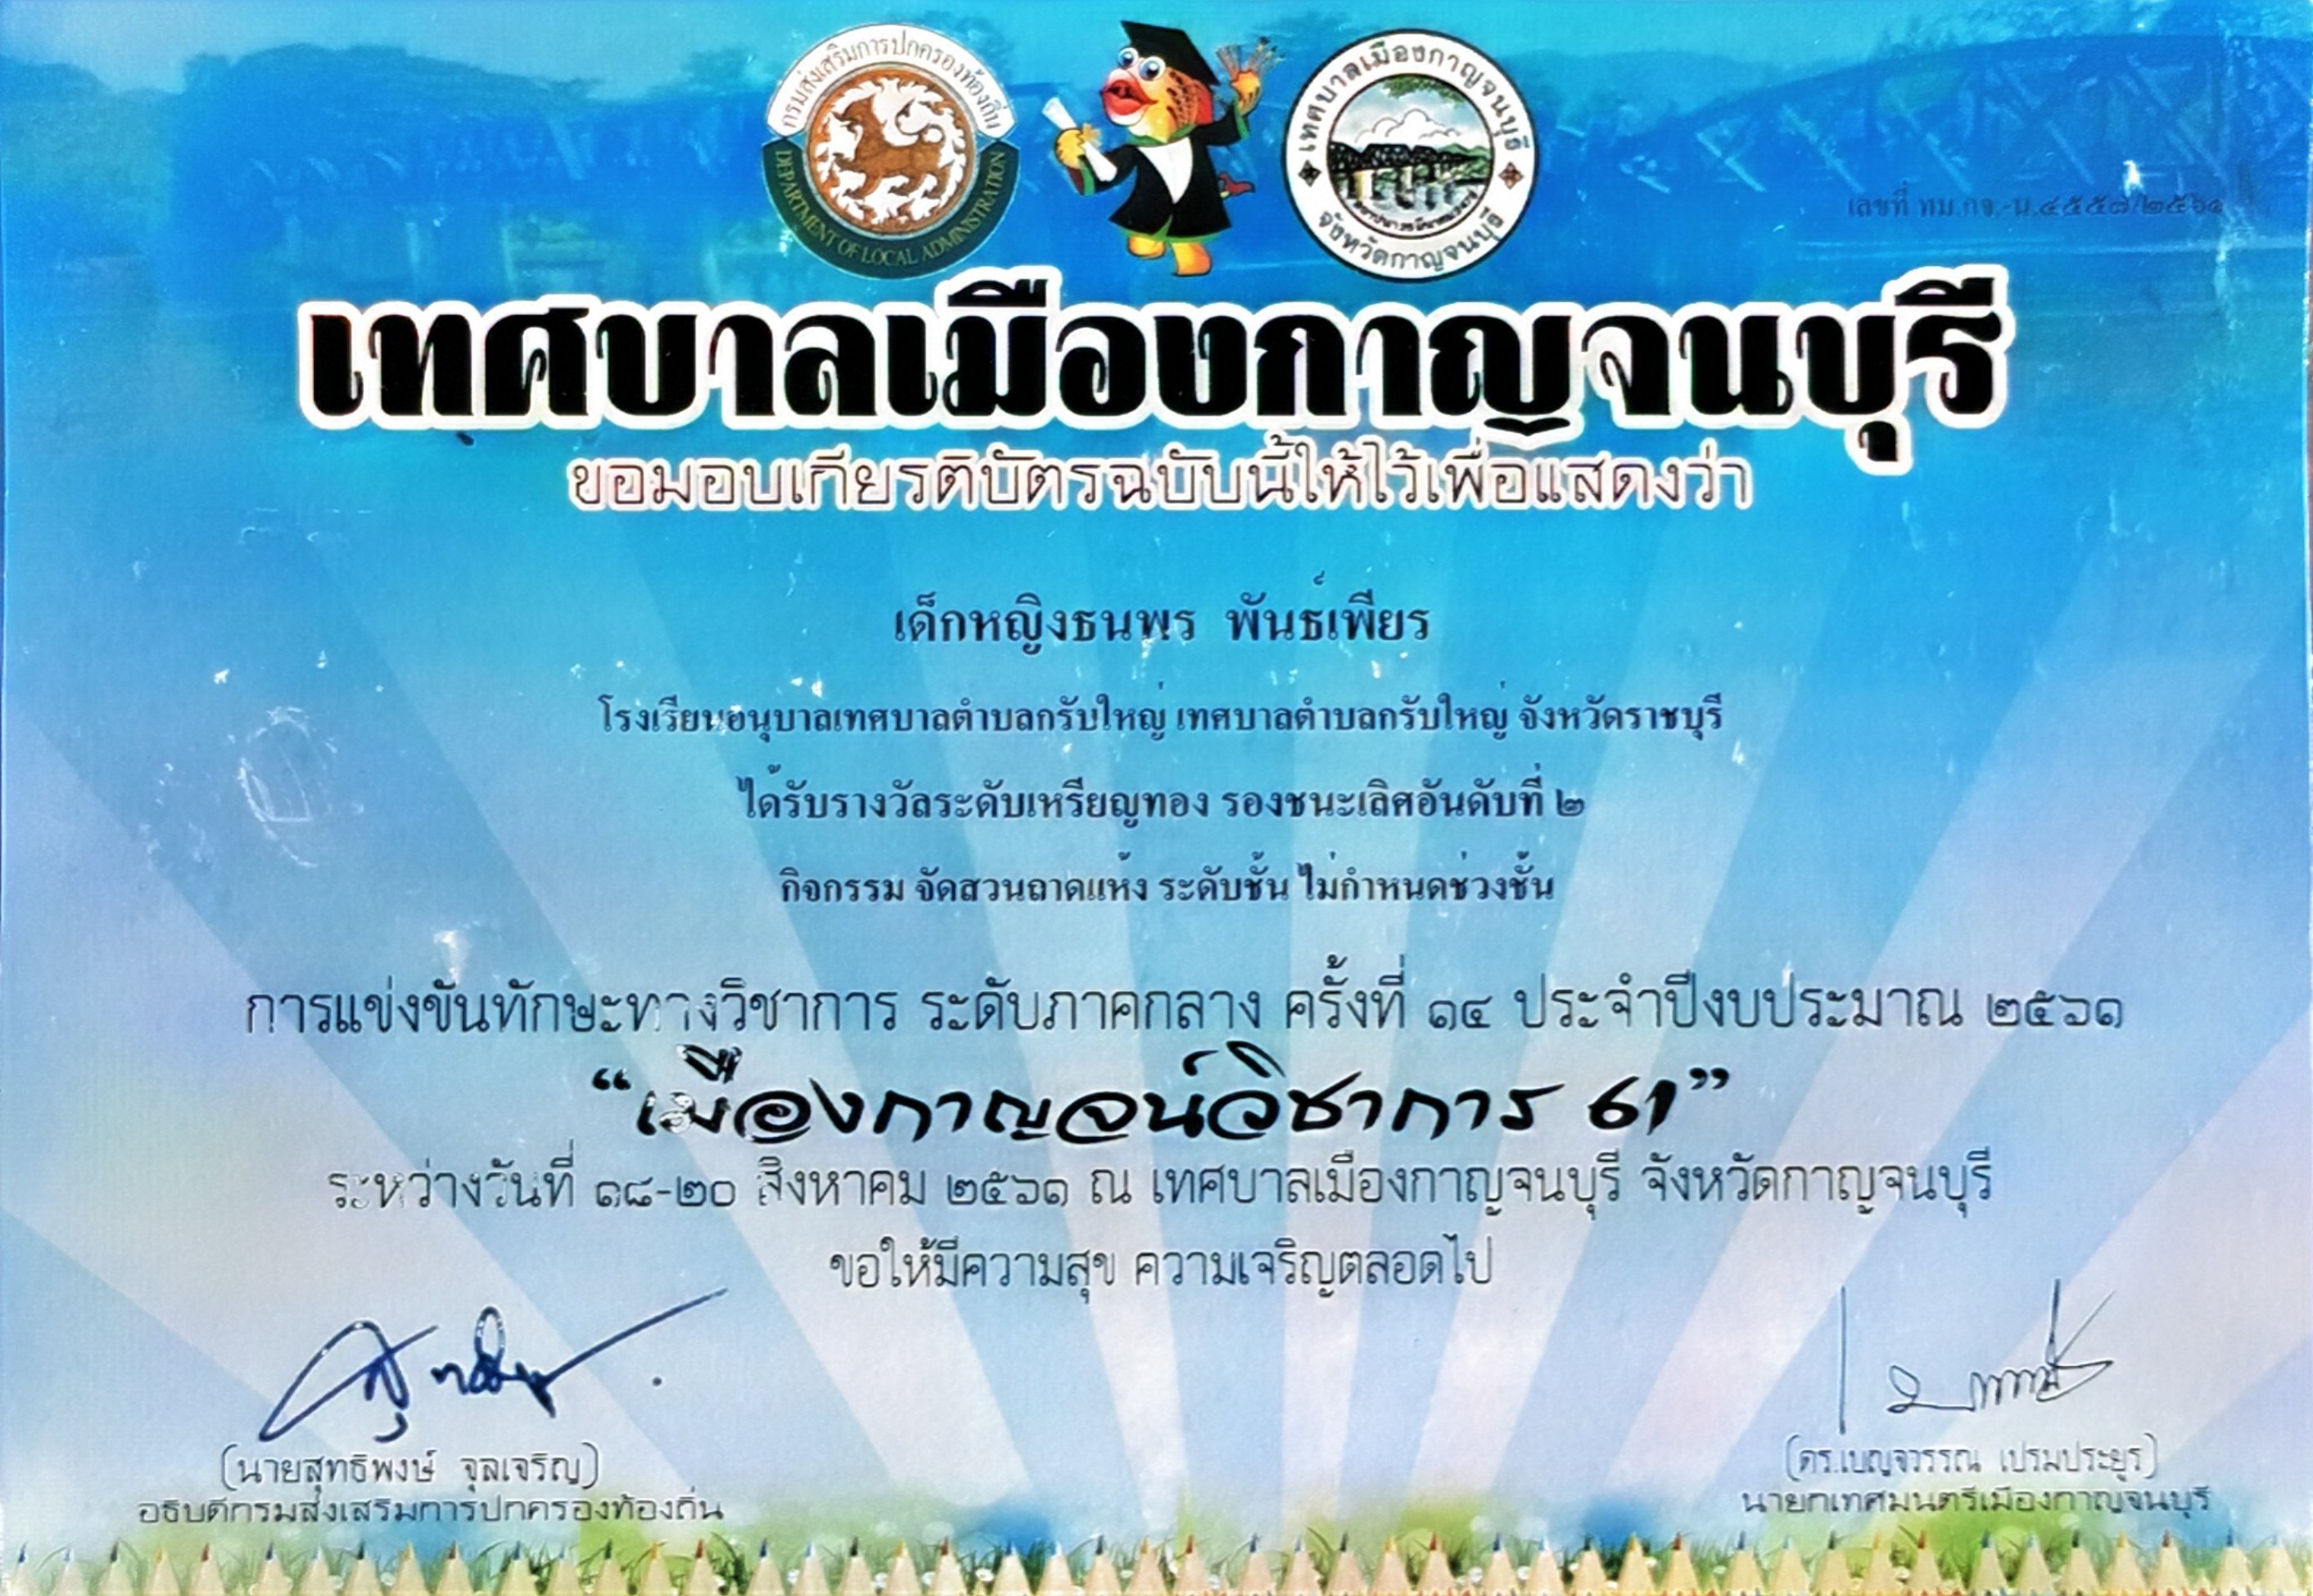 กรมส่งเสริมการปกครองท้องถิ่น
DEPARTMENT OF LOCAL ADMINISTRATION
เทศบาลเมืองกาญจนบุรี
จังหวัดกาญจนบุรี
เลขที่ ทม.กจ.-น.๔๕๕๗/๒๕๖๑
เทศบาลเมืองกาญจนบุรี
ขอมอบเกียรติบัตรฉบับนี้ให้ไว้เพื่อแสดงว่า
เด็กหญิงธนพร พันธ์เพียร
โรงเรียนอนุบาลเทศบาลตำบลกรับใหญ่ เทศบาลตำบลกรับใหญ่ จังหวัดราชบุรี
ได้รับรางวัลระดับเหรียญทอง รองชนะเลิศอันดับที่ ๒
กิจกรรม จัดสวนถาดแห้ง ระดับชั้น ไม่กำหนดช่วงชั้น
การแข่งขันทักษะทางวิชาการ ระดับภาคกลาง ครั้งที่ ๑๔ ประจำปีงบประมาณ ๒๕๖๑
“เมืองกาญจน์วิชาการ 61”
ระหว่างวันที่ ๑๘-๒๐ สิงหาคม ๒๕๖๑ ณ เทศบาลเมืองกาญจนบุรี จังหวัดกาญจนบุรี
ขอให้มีความสุข ความเจริญตลอดไป
(นายสุทธิพงษ์ จุลเจริญ)
อธิบดีกรมส่งเสริมการปกครองท้องถิ่น
(ดร.เบญจวรรณ เปรมประยูร)
นายกเทศมนตรีเมืองกาญจนบุรี